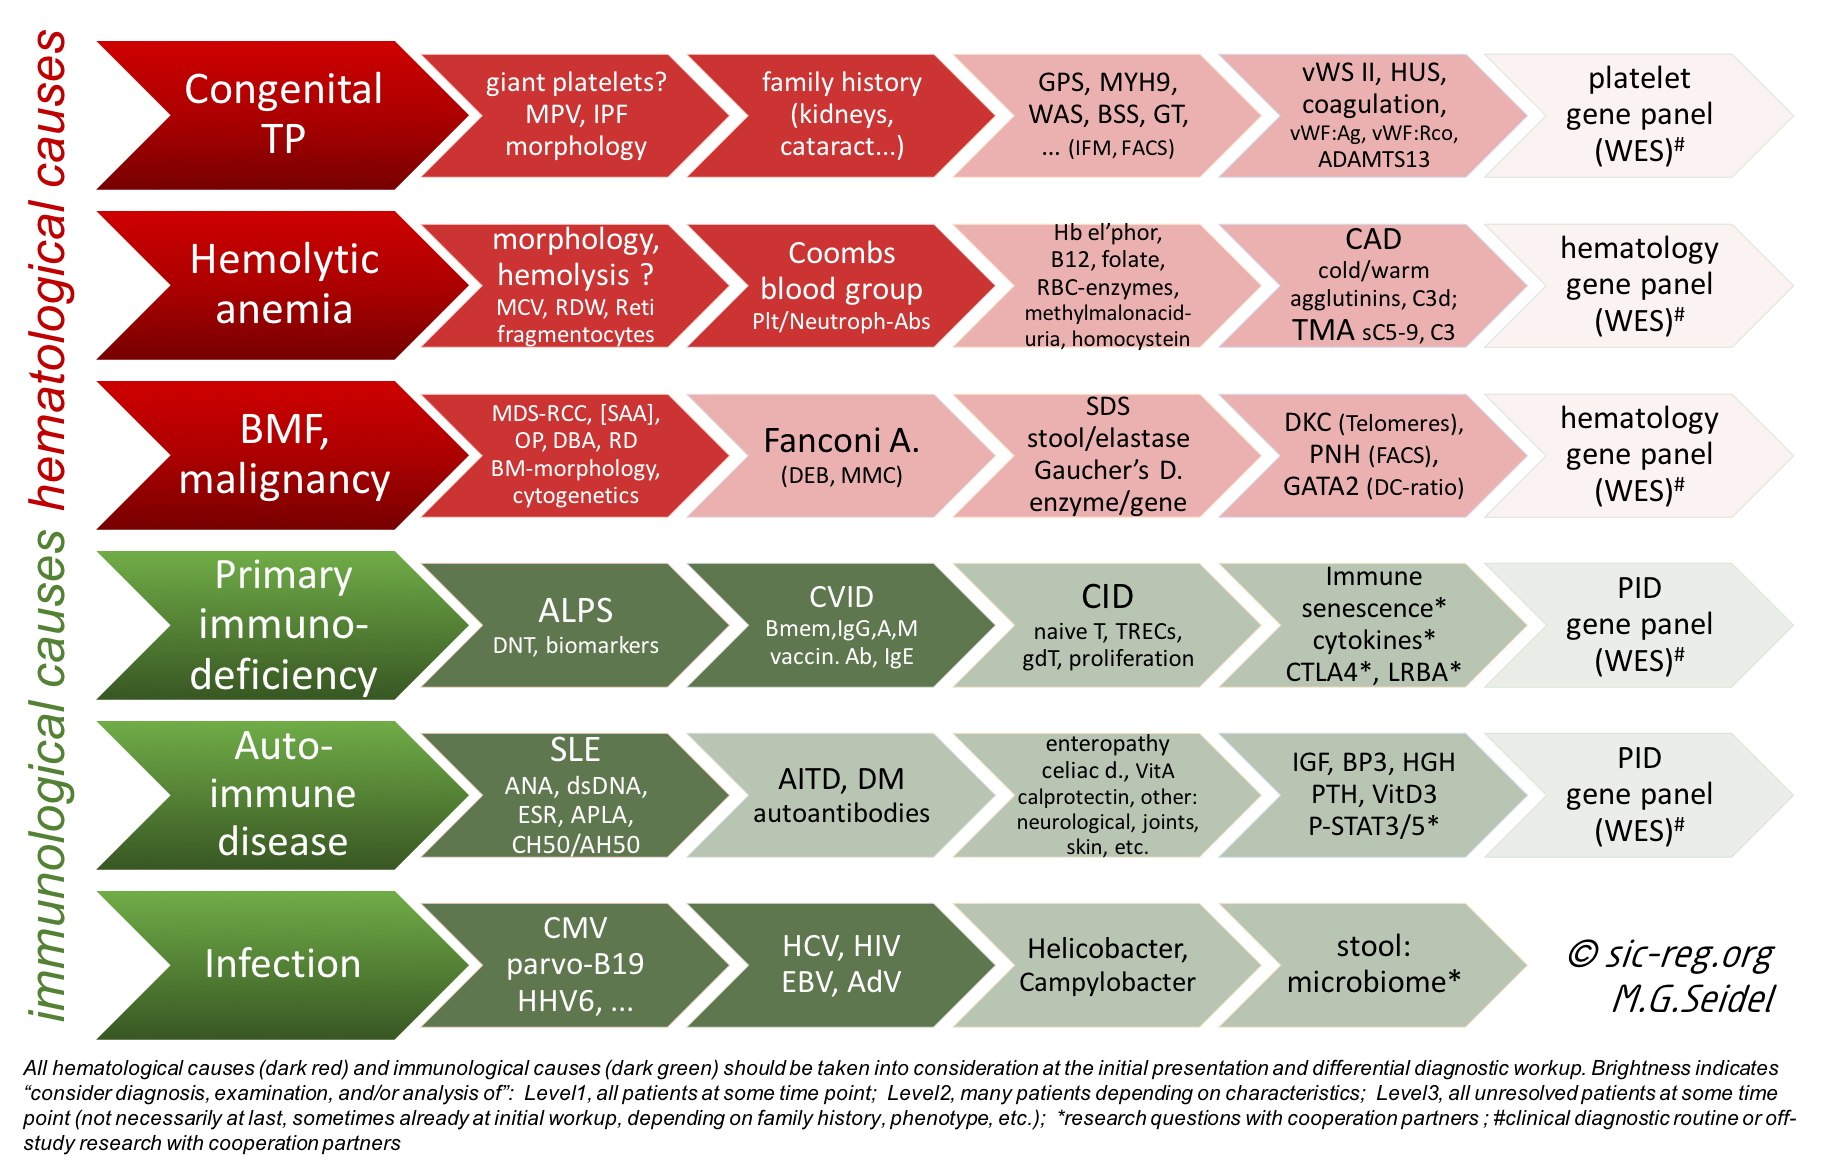 hematological causes
Congenital
TP
giant platelets?
MPV, IPF
morphology
family history
(kidneys,
cataract...)
GPS, MYH9,
WAS, BSS, GT,
... (IFM, FACS)
vWS II, HUS,
coagulation,
vWF:Ag, vWF:Rco,
ADAMTS13
platelet
gene panel
(WES)#
Hemolytic
anemia
morphology,
hemolysis ?
MCV, RDW, Reti
fragmentocytes
Coombs
blood group
Plt/Neutroph-Abs
Hb el'phor,
B12, folate,
RBC-enzymes,
methylmalonacid-
uria, homocystein
CAD
cold/warm
agglutinins, C3d;
TMA sC5-9, C3
hematology
gene panel
(WES)#
BMF,
malignancy
MDS-RCC, [SAA],
OP, DBA, RD
BM-morphology,
cytogenetics
Fanconi A.
(DEB, MMC)
SDS
stool/elastase
Gaucher's D.
enzyme/gene
DKC (Telomeres),
PNH (FACS),
GATA2 (DC-ratio)
hematology
gene panel
(WES)#
immunological causes
Primary
immuno-
deficiency
ALPS
DNT, biomarkers
CVID
Bmem,IgG,A,M
vaccin. Ab, IgE
CID
naive T, TRECs,
gdT, proliferation
Immune
senescence*
cytokines*
CTLA4*, LRBA*
PID
gene panel
(WES)#
Auto-
immune
disease
SLE
ANA, dsDNA,
ESR, APLA,
CH50/AH50
AITD, DM
autoantibodies
enteropathy
celiac d., VitA
calprotectin, other:
neurological, joints,
skin, etc.
IGF, BP3, HGH
PTH, VitD3
P-STAT3/5*
PID
gene panel
(WES)#
Infection
CMV
parvo-B19
HHV6, ...
HCV, HIV
EBV, AdV
Helicobacter,
Campylobacter
stool:
microbiome*
© sic-reg.org
M.G.Seidel
All hematological causes (dark red) and immunological causes (dark green) should be taken into consideration at the initial presentation and differential diagnostic workup. Brightness indicates
“consider diagnosis, examination, and/or analysis of”: Level1, all patients at some time point; Level2, many patients depending on characteristics; Level3, all unresolved patients at some time
point (not necessarily at last, sometimes already at initial workup, depending on family history, phenotype, etc.); *research questions with cooperation partners ; #clinical diagnostic routine or off-
study research with cooperation partners